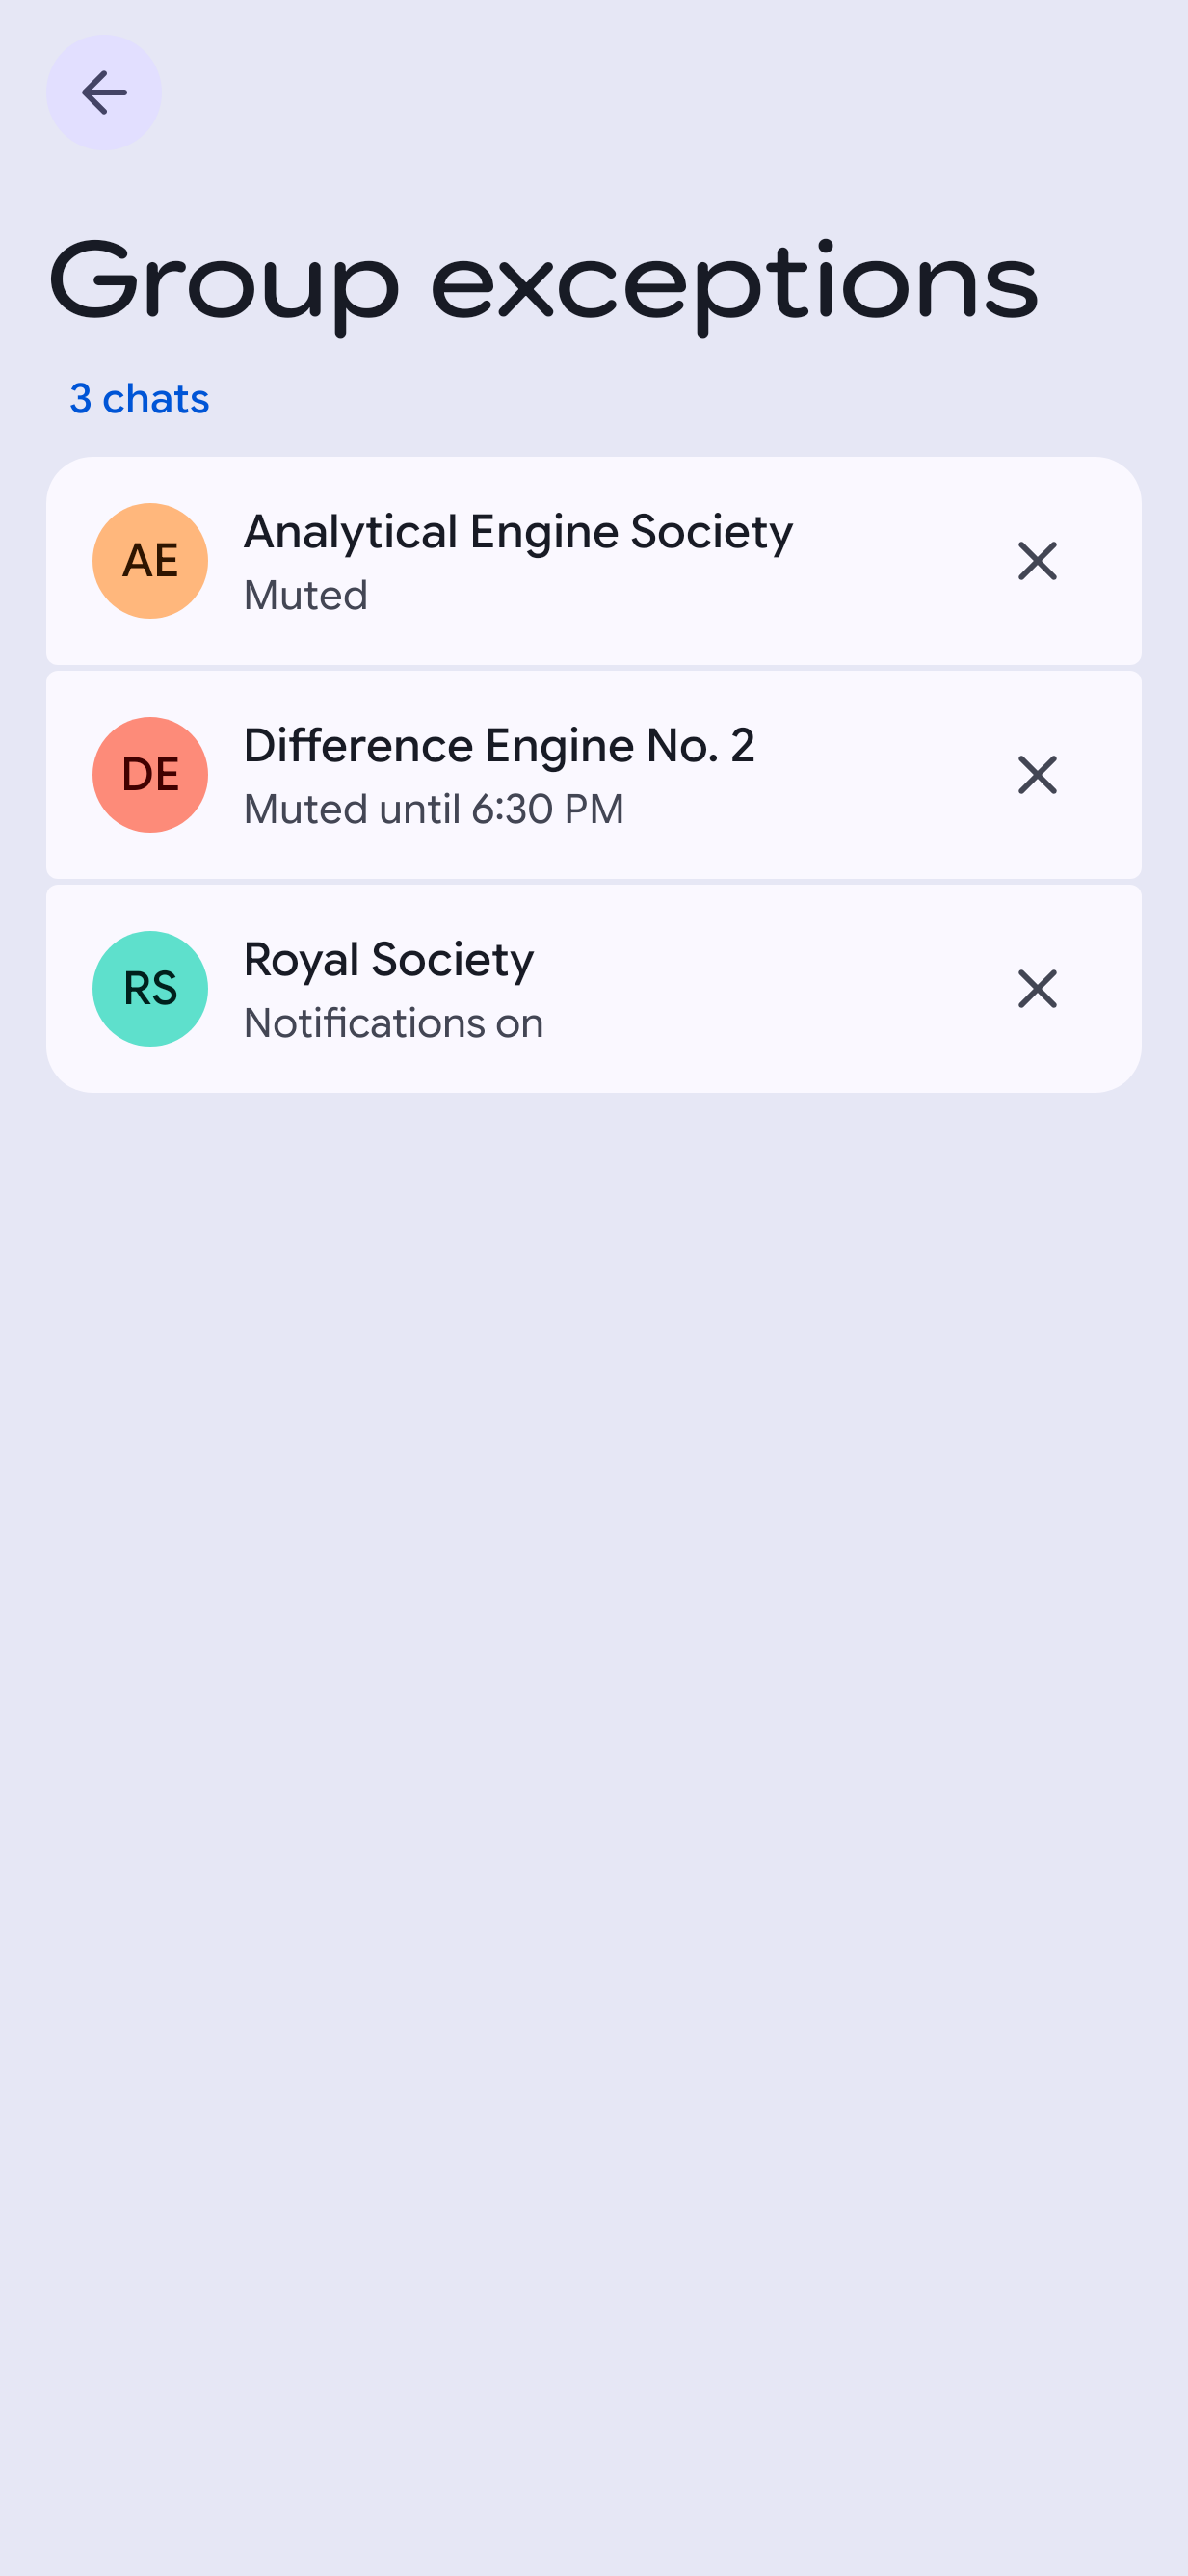 Group exceptions
3 chats
AE
Analytical Engine Society
Muted
DE
Difference Engine No. 2
Muted until 6:30 PM
RS
Royal Society
Notifications on